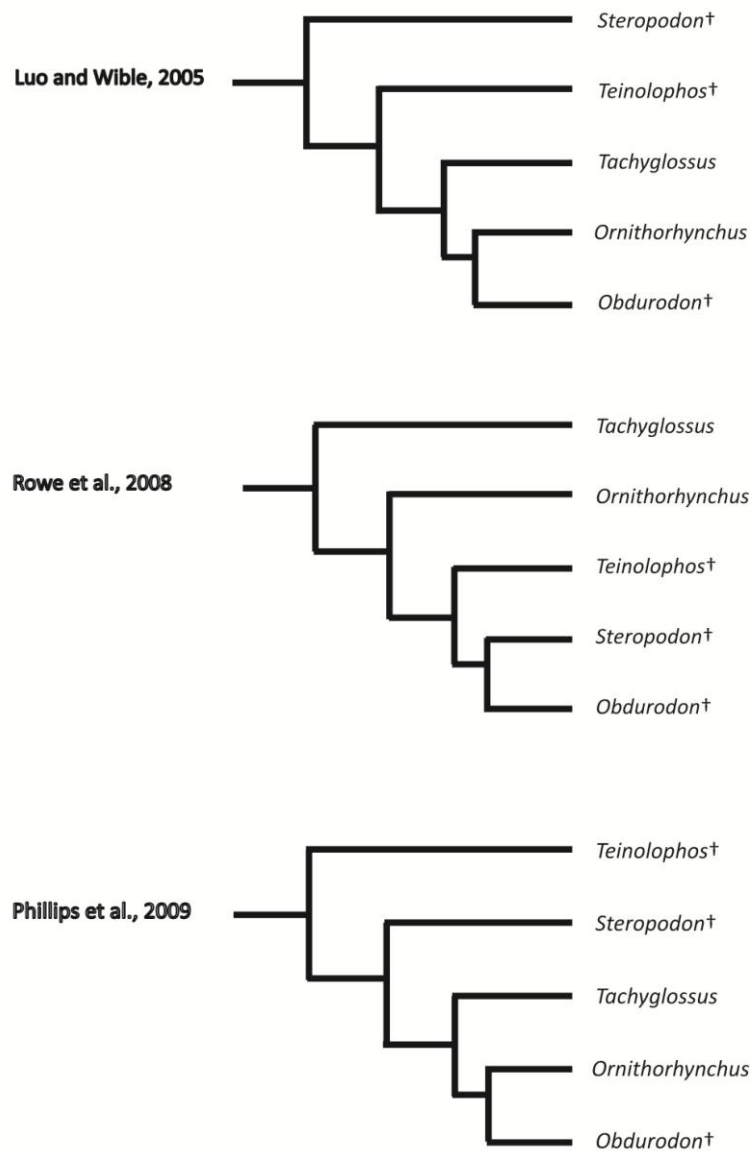 Steropodon†
Luo and Wible, 2005
Teinolophos†
Tachyglossus
Ornithorhynchus
Obdurodon†
Tachyglossus
Rowe et al., 2008
Ornithorhynchus
Teinolophos†
Steropodon†
Obdurodon†
Teinolophos†
Phillips et al., 2009
Steropodon†
Tachyglossus
Ornithorhynchus
Obdurodon†